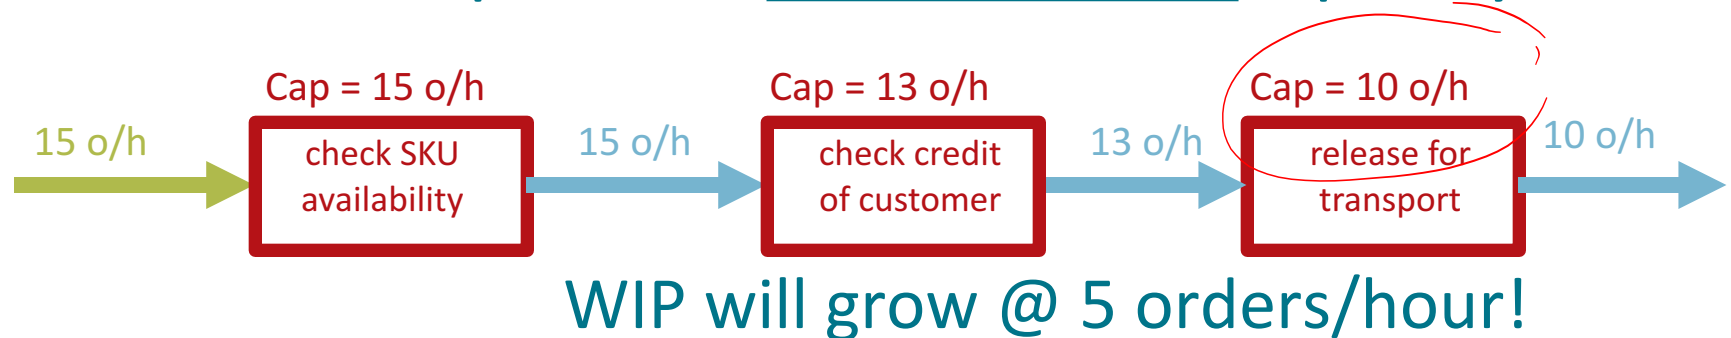 Cap = 15 o/h
Cap = 13 o/h
Cap = 10 o/h
15 o/h
check SKU
availability
15 o/h
check credit
of customer
13 o/h
release for
transport
10 o/h
WIP will grow @ 5 orders/hour!